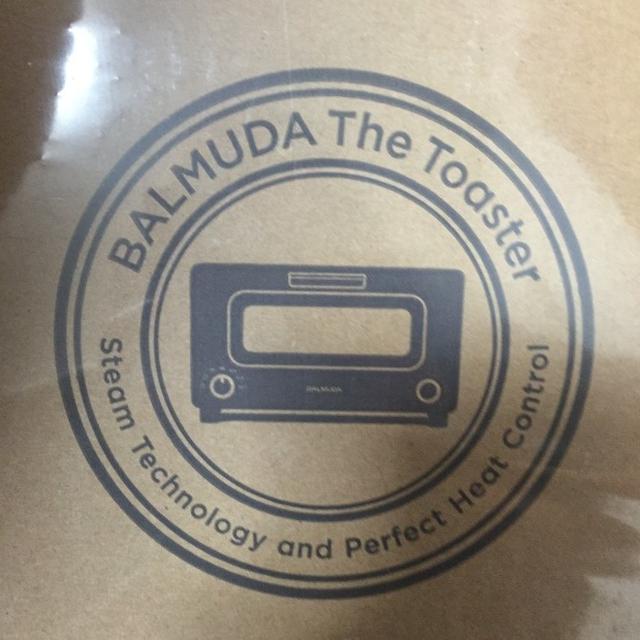 BALMUDA The Toaster
BALMUDA
Steam Technology and Perfect Heat Control